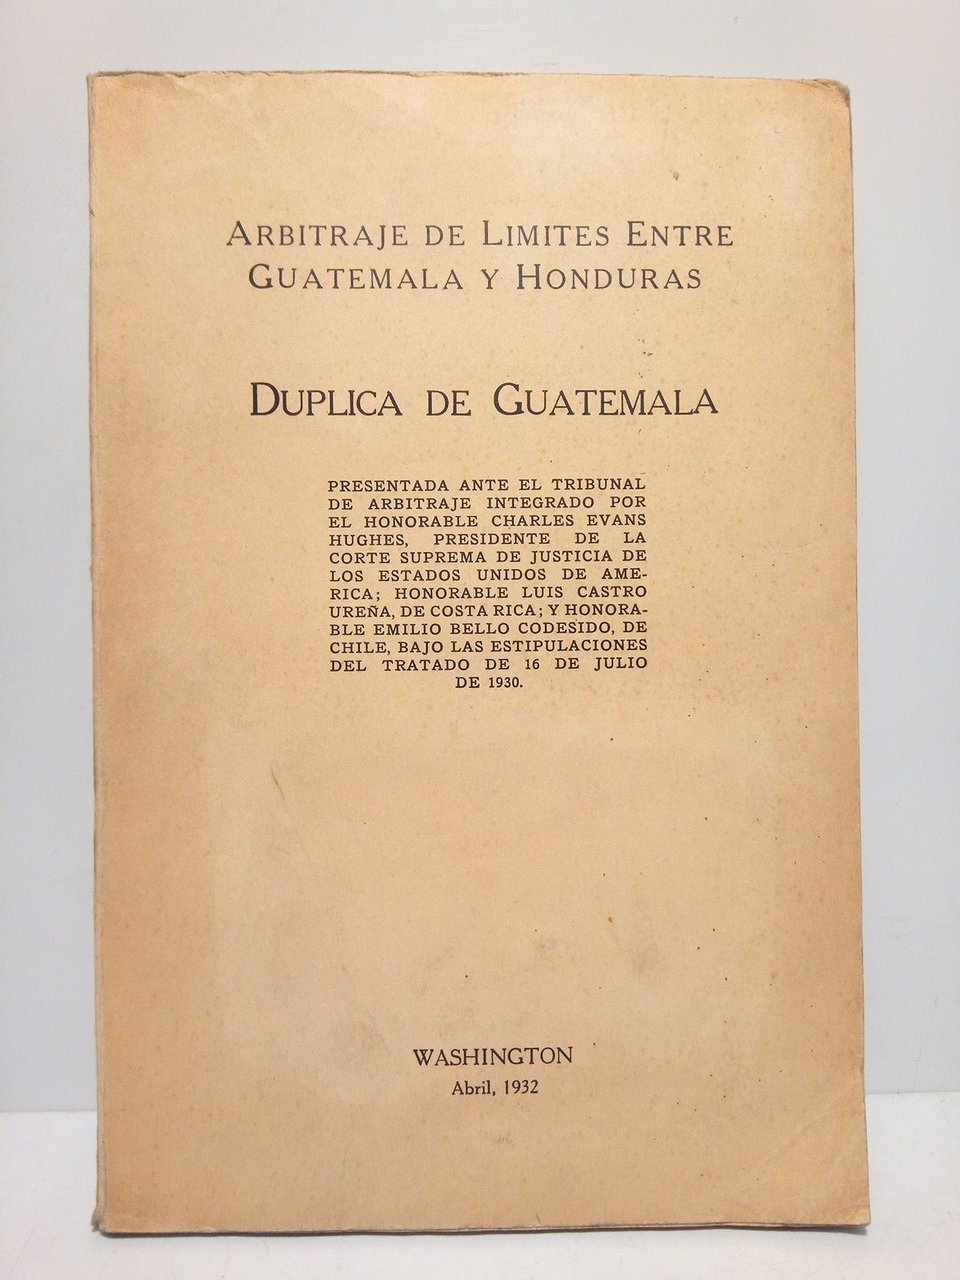 ARBITRAJE DE LIMITES ENTRE
GUATEMALA Y HONDURAS
DUPLICA DE GUATEMALA
PRESENTADA ANTE EL TRIBUNAL
DE ARBITRAJE INTEGRADO POR
EL HONORABLE CHARLES EVANS
HUGHES, PRESIDENTE DE LA
CORTE SUPREMA DE JUSTICIA DE
LOS ESTADOS UNIDOS DE AME-
RICA; HONORABLE LUIS CASTRO
UREÑA, DE COSTA RICA; Y HONORA-
BLE EMILIO BELLO CODESIDO, DE
CHILE, BAJO LAS ESTIPULACIONES
DEL TRATADO DE 16 DE JULIO
DE 1930.
WASHINGTON
Abril, 1932